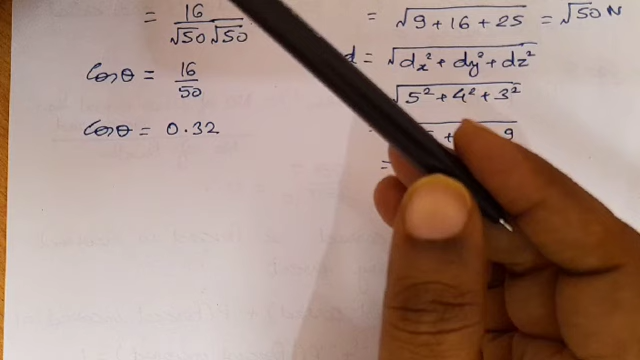 = 16 / √50 √50
cosθ = 16 / 50
cosθ = 0.32
= √9 + 16 + 25 = √50 N
d = √dx² + dy² + dz²
√5² + 4² + 3²
= + 9
=